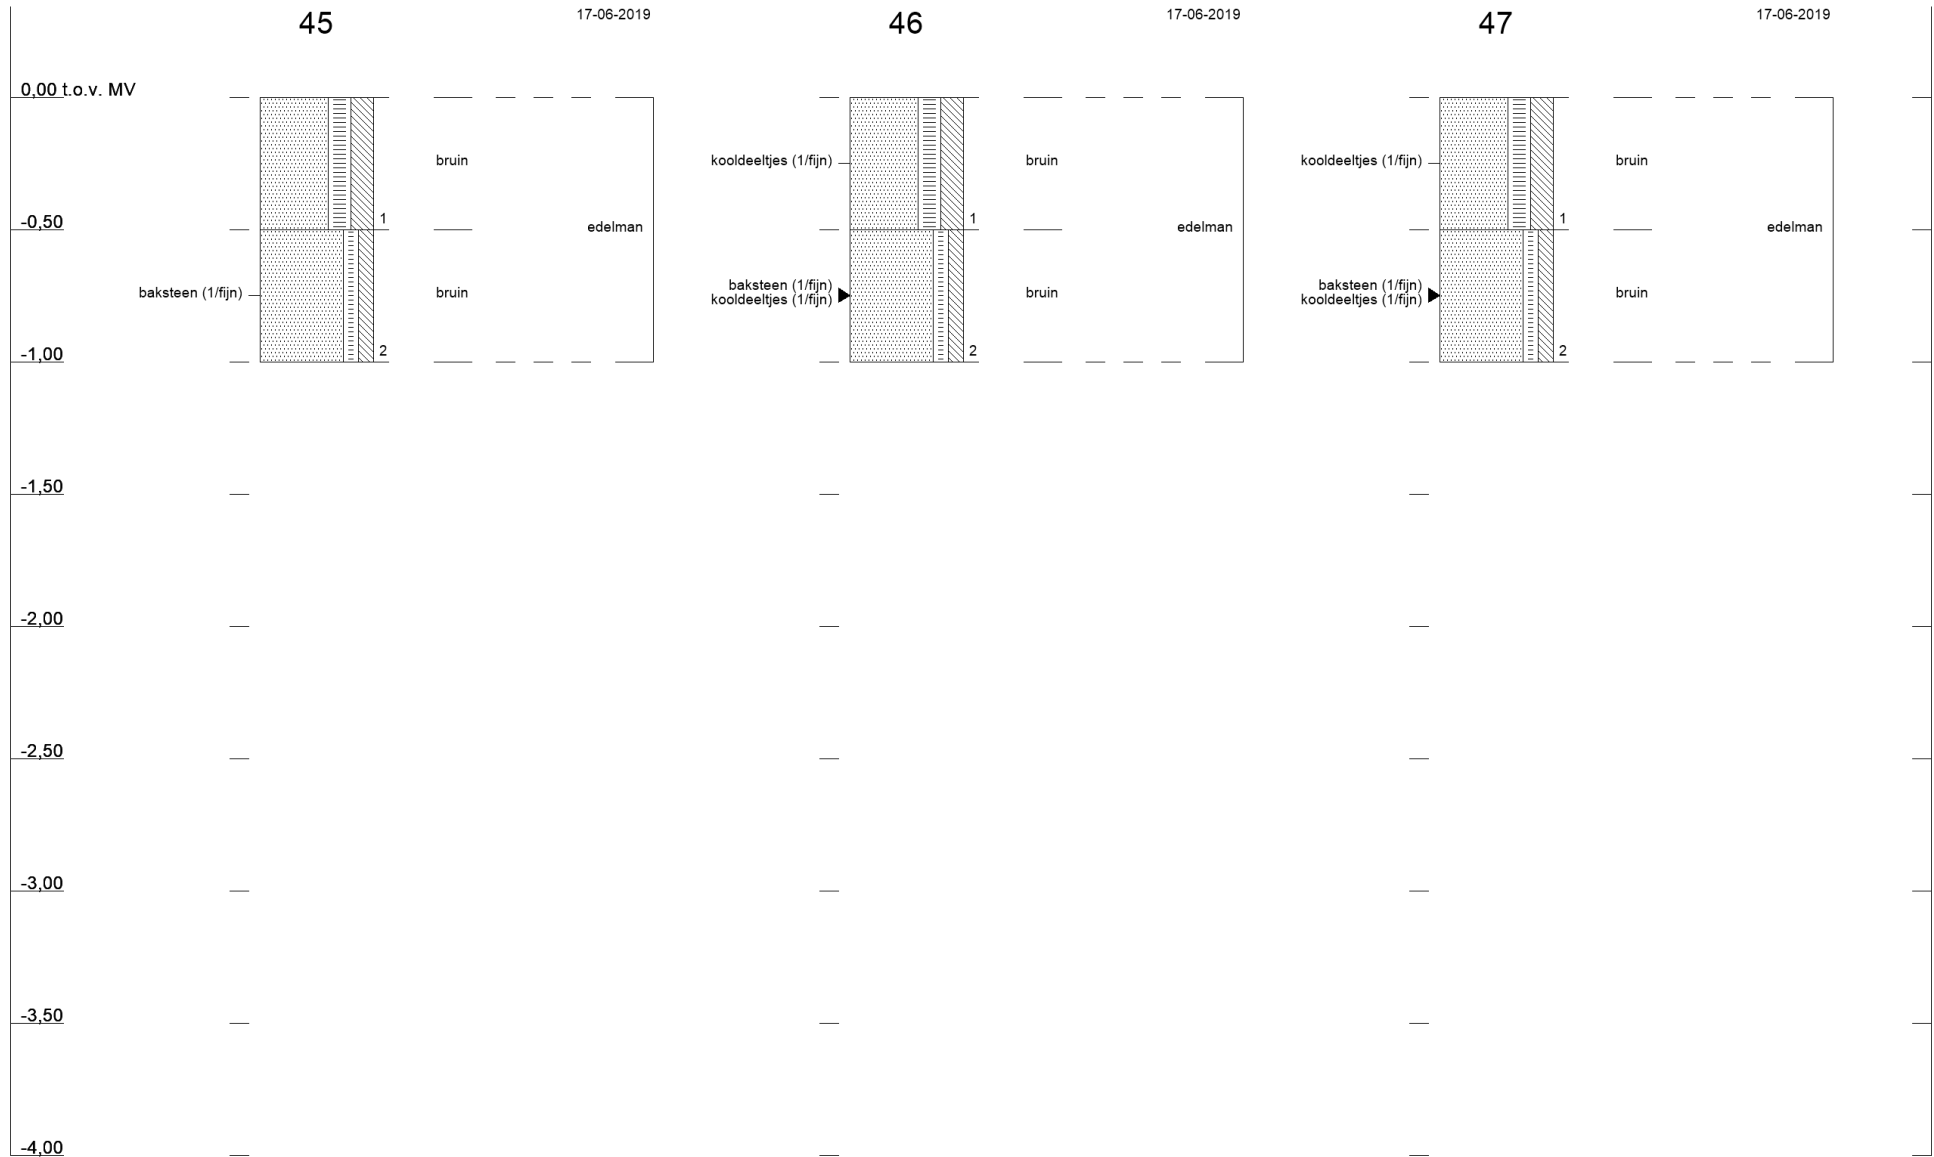 45
17-06-2019
46
17-06-2019
47
17-06-2019
0,00 t.o.v. MV
bruin
kooldeeltjes (1/fijn)
bruin
kooldeeltjes (1/fijn)
bruin
1
1
1
-0,50
edelman
edelman
edelman
baksteen (1/fijn)
bruin
baksteen (1/fijn)
kooldeeltjes (1/fijn)
bruin
baksteen (1/fijn)
kooldeeltjes (1/fijn)
bruin
2
2
2
-1,00
-1,50
-2,00
-2,50
-3,00
-3,50
-4,00